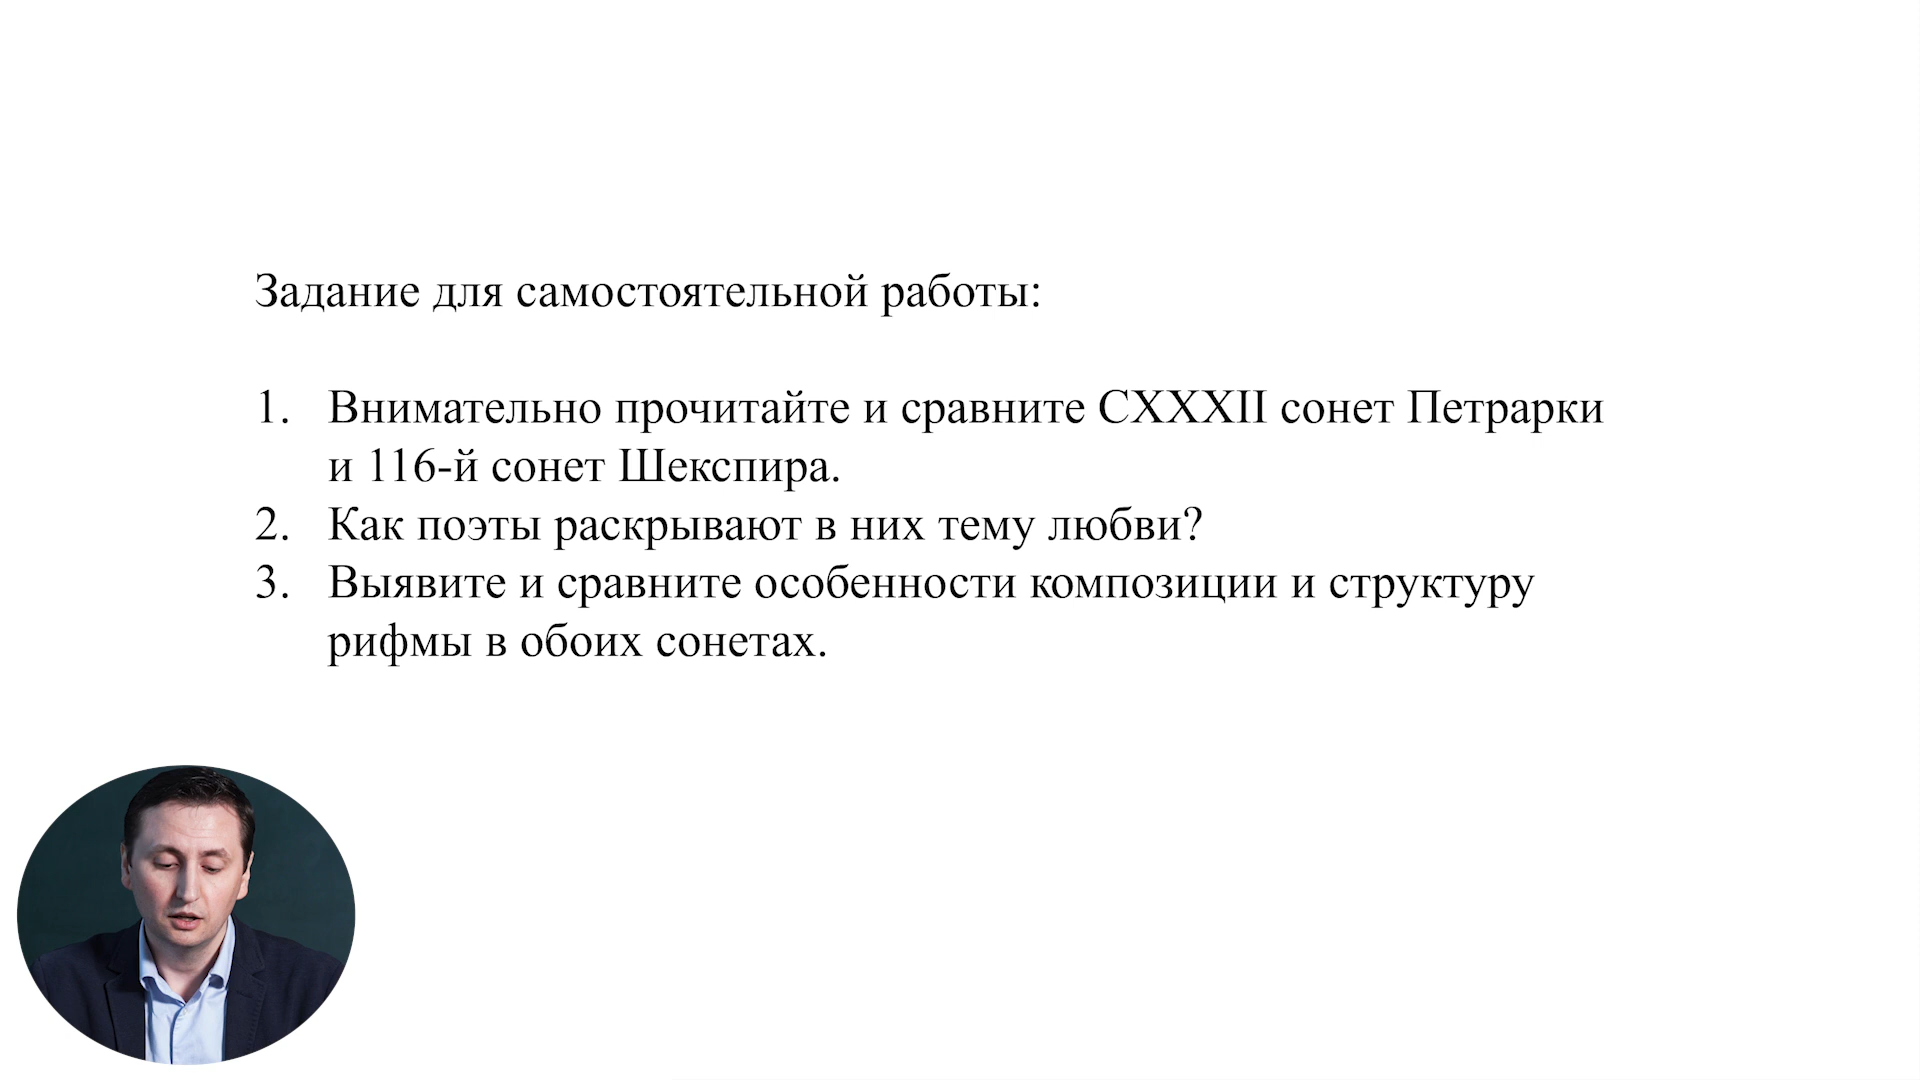 Задание для самостоятельной работы:
1. Внимательно прочитайте и сравните CXXXII сонет Петрарки
и 116-й сонет Шекспира.
2. Как поэты раскрывают в них тему любви?
3. Выявите и сравните особенности композиции и структуру
рифмы в обоих сонетах.